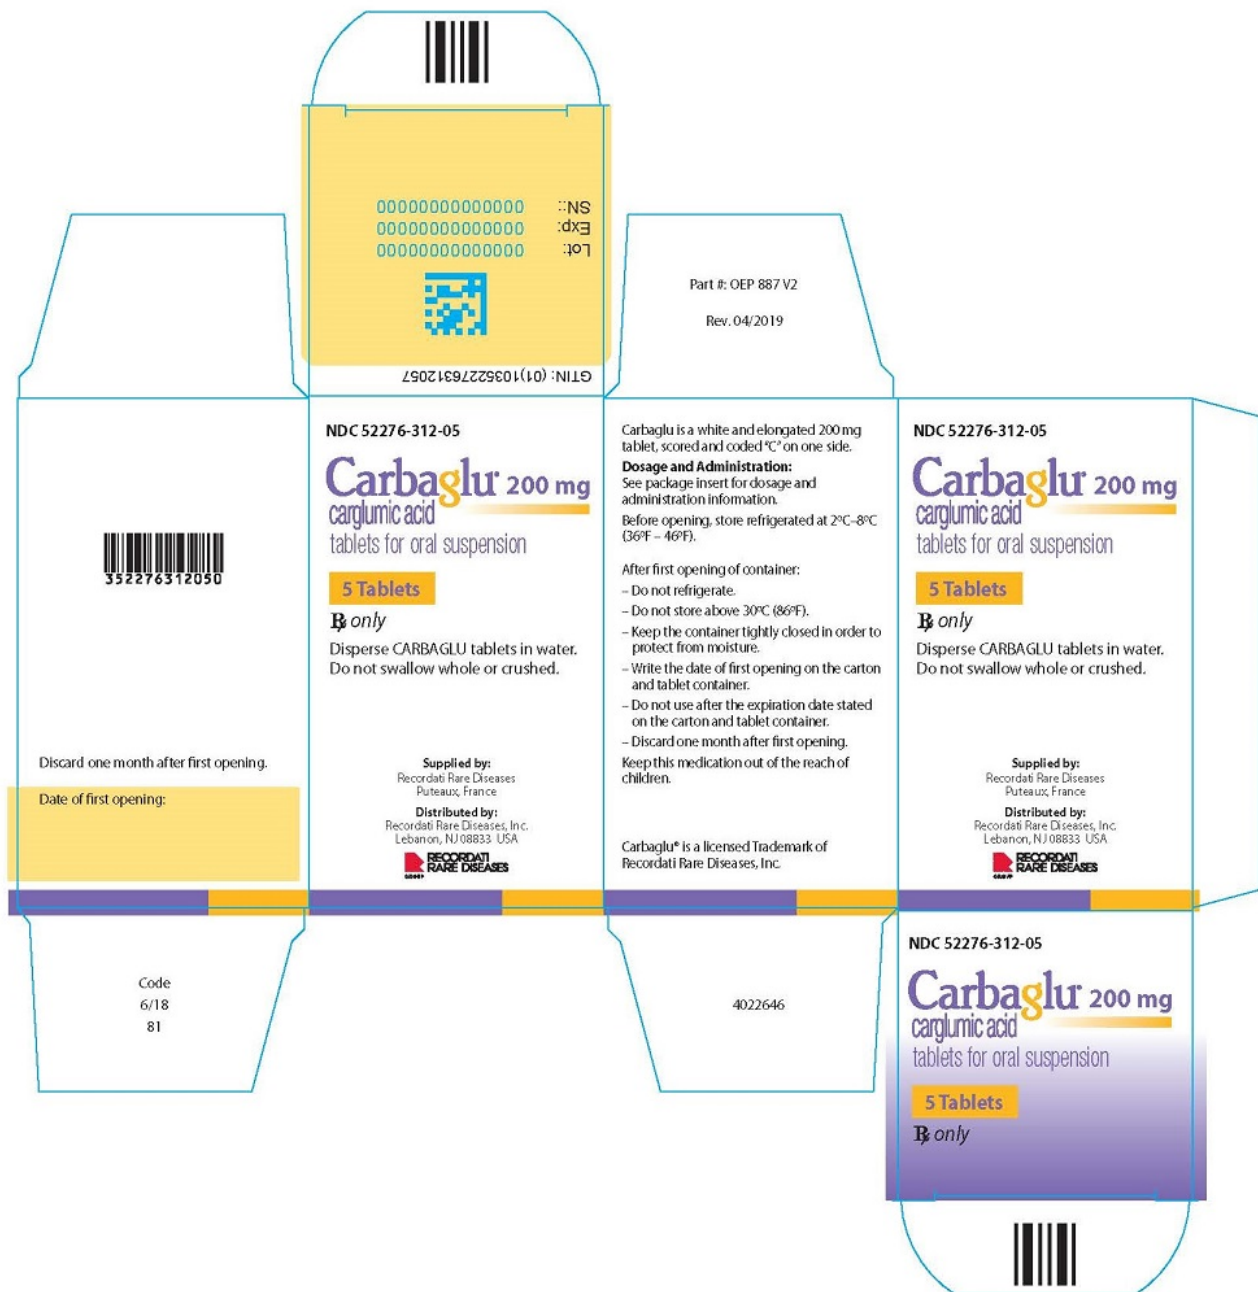 SN:: 00000000000000
Exp: 00000000000000
Lot: 00000000000000
GTIN: (01)10352276312057
Part #: OEP 887 V2
Rev. 04/2019
352276312050
Discard one month after first opening.
Date of first opening:
NDC 52276-312-05
Carbaglu 200 mg
carglumic acid
tablets for oral suspension
5 Tablets
℞ only
Disperse CARBAGLU tablets in water.
Do not swallow whole or crushed.
Supplied by:
Recordati Rare Diseases
Puteaux, France
Distributed by:
Recordati Rare Diseases, Inc.
Lebanon, NJ 08833 USA
RECORDATI
RARE DISEASES
GROUP
Carbaglu is a white and elongated 200 mg
tablet, scored and coded “C” on one side.
Dosage and Administration:
See package insert for dosage and
administration information.
Before opening, store refrigerated at 2ºC–8ºC
(36ºF – 46ºF).
After first opening of container:
– Do not refrigerate.
– Do not store above 30ºC (86ºF).
– Keep the container tightly closed in order to
protect from moisture.
– Write the date of first opening on the carton
and tablet container.
– Do not use after the expiration date stated
on the carton and tablet container.
– Discard one month after first opening.
Keep this medication out of the reach of
children.
Carbaglu® is a licensed Trademark of
Recordati Rare Diseases, Inc.
NDC 52276-312-05
Carbaglu 200 mg
carglumic acid
tablets for oral suspension
5 Tablets
℞ only
Disperse CARBAGLU tablets in water.
Do not swallow whole or crushed.
Supplied by:
Recordati Rare Diseases
Puteaux, France
Distributed by:
Recordati Rare Diseases, Inc.
Lebanon, NJ 08833 USA
RECORDATI
RARE DISEASES
GROUP
Code
6/18
81
4022646
NDC 52276-312-05
Carbaglu 200 mg
carglumic acid
tablets for oral suspension
5 Tablets
℞ only